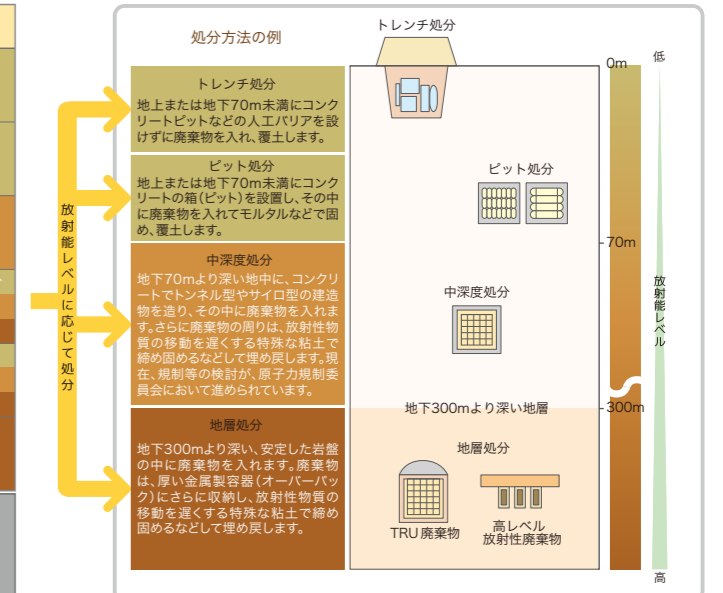 放射能レベルに応じて処分
処分方法の例
トレンチ処分
地上または地下70m未満にコンク
リートピットなどの人工バリアを設
けずに廃棄物を入れ、覆土します。
ピット処分
地上または地下70m未満にコンク
リートの箱(ピット)を設置し、その中
に廃棄物を入れてモルタルなどで固
め、覆土します。
中深度処分
地下70mより深い地中に、コンクリ
ートでトンネル型やサイロ型の建造
物を造り、その中に廃棄物を入れま
す。さらに廃棄物の周りは、放射性物
質の移動を遅くする特殊な粘土で
締め固めるなどして埋め戻します。現
在、規制等の検討が、原子力規制委
員会において進められています。
地層処分
地下300mより深い、安定した岩盤
の中に廃棄物を入れます。廃棄物
は、厚い金属製容器(オーバーパッ
ク)にさらに収納し、放射性物質の
移動を遅くする特殊な粘土で締め
固めるなどして埋め戻します。
トレンチ処分
ピット処分
中深度処分
地下300mより深い地層
地層処分
TRU廃棄物
高レベル
放射性廃棄物
0m
70m
300m
低
放射能レベル
高